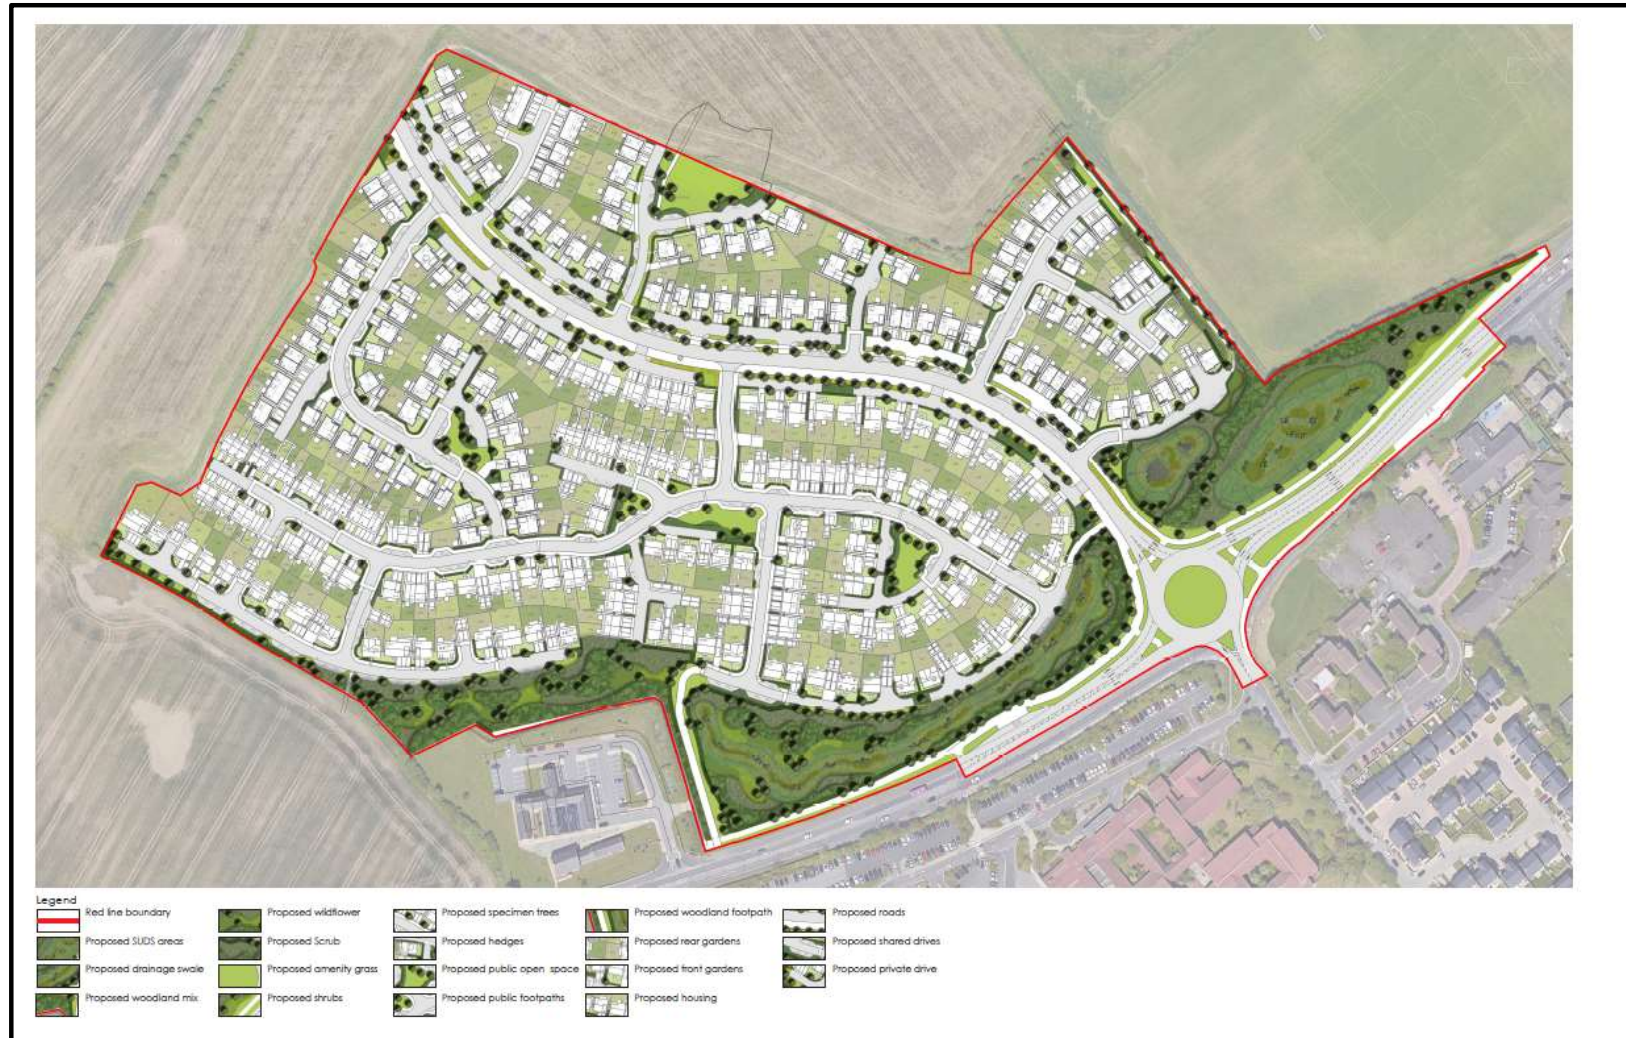 Legend
Red line boundary
Proposed SUDS areas
Proposed drainage swale
Proposed woodland mix
Proposed wildflower
Proposed Scrub
Proposed amenity grass
Proposed shrubs
Proposed specimen trees
Proposed hedges
Proposed public open space
Proposed public footpaths
Proposed woodland footpath
Proposed rear gardens
Proposed front gardens
Proposed housing
Proposed roads
Proposed shared drives
Proposed private drive